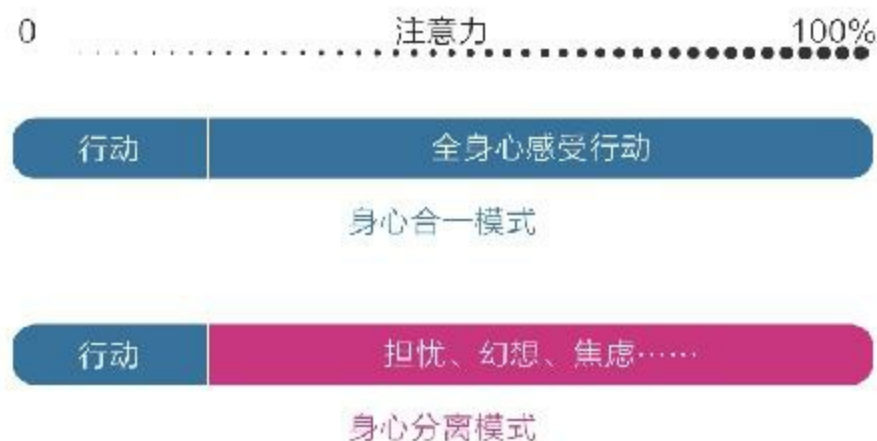 0 注意力 100%
行动 全身心感受行动
身心合一模式
行动 担忧、幻想、焦虑……
身心分离模式